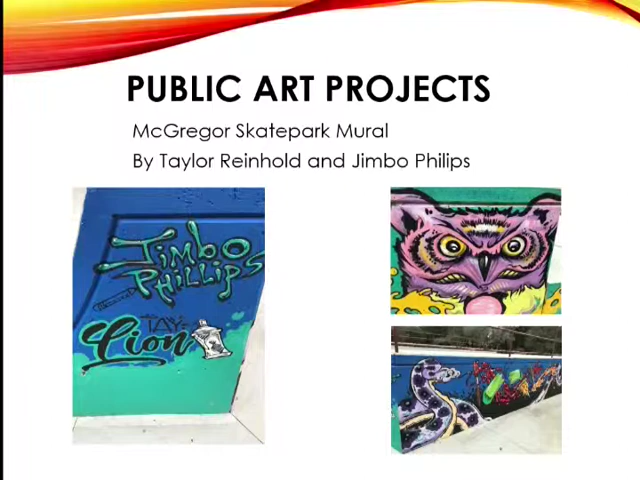 PUBLIC ART PROJECTS
McGregor Skatepark Mural
By Taylor Reinhold and Jimbo Philips
Jimbo
PHILLIPS
TAY-
Lion